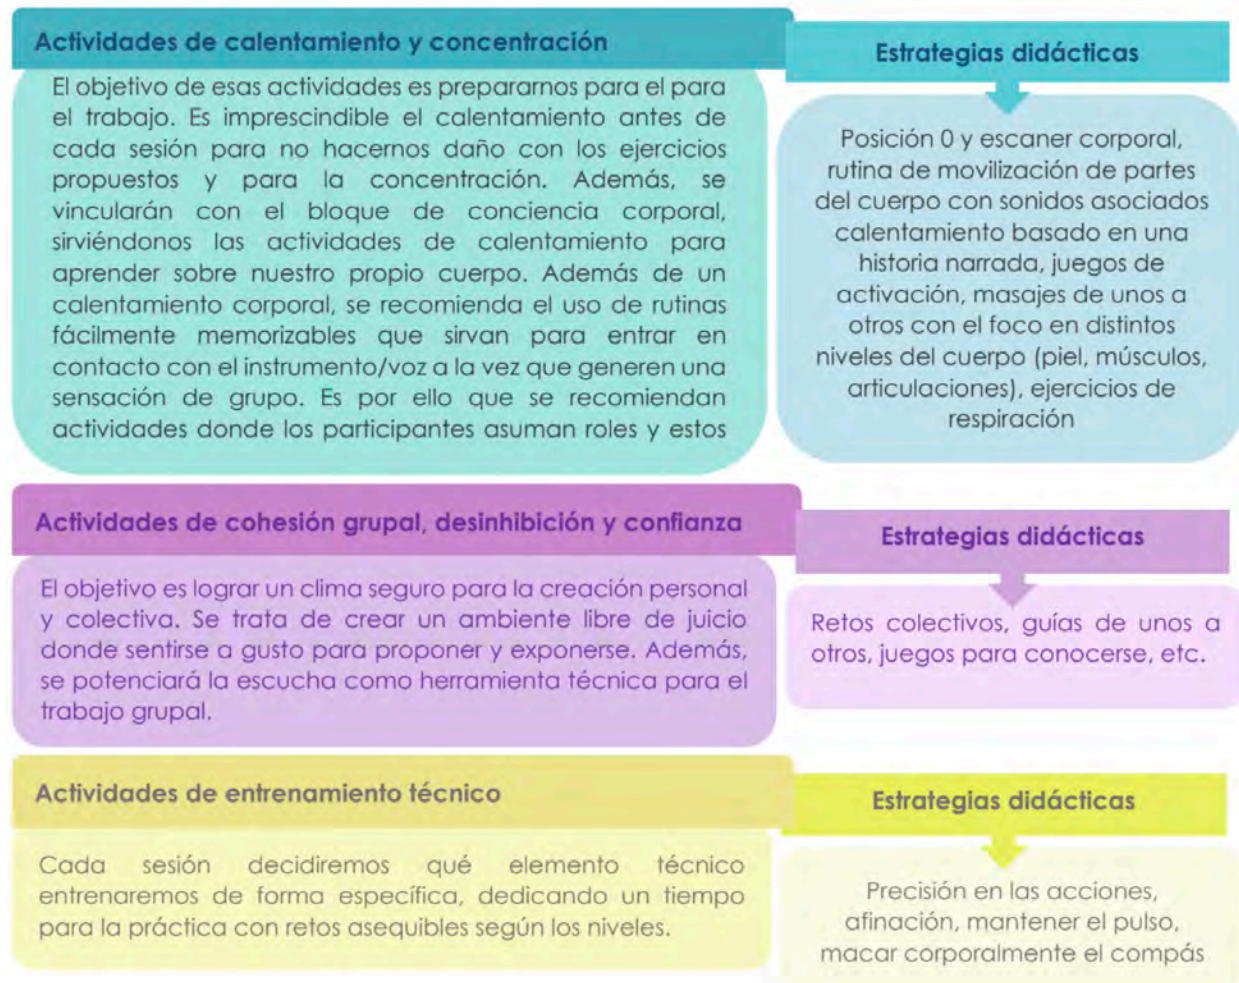 Actividades de calentamiento y concentración
El objetivo de esas actividades es prepararnos para el para
el trabajo. Es imprescindible el calentamiento antes de
cada sesión para no hacernos daño con los ejercicios
propuestos y para la concentración. Además, se
vincularán con el bloque de conciencia corporal,
sirviéndonos las actividades de calentamiento para
aprender sobre nuestro propio cuerpo. Además de un
calentamiento corporal, se recomienda el uso de rutinas
fácilmente memorizables que sirvan para entrar en
contacto con el instrumento/voz a la vez que generen una
sensación de grupo. Es por ello que se recomiendan
actividades donde los participantes asuman roles y estos
Estrategias didácticas
Posición 0 y escaner corporal,
rutina de movilización de partes
del cuerpo con sonidos asociados
calentamiento basado en una
historia narrada, juegos de
activación, masajes de unos a
otros con el foco en distintos
niveles del cuerpo (piel, músculos,
articulaciones), ejercicios de
respiración
Actividades de cohesión grupal, desinhibición y confianza
El objetivo es lograr un clima seguro para la creación personal
y colectiva. Se trata de crear un ambiente libre de juicio
donde sentirse a gusto para proponer y exponerse. Además,
se potenciará la escucha como herramienta técnica para el
trabajo grupal.
Estrategias didácticas
Retos colectivos, guías de unos a
otros, juegos para conocerse, etc.
Actividades de entrenamiento técnico
Cada sesión decidiremos qué elemento técnico
entrenaremos de forma específica, dedicando un tiempo
para la práctica con retos asequibles según los niveles.
Estrategias didácticas
Precisión en las acciones,
afinación, mantener el pulso,
macar corporalmente el compás